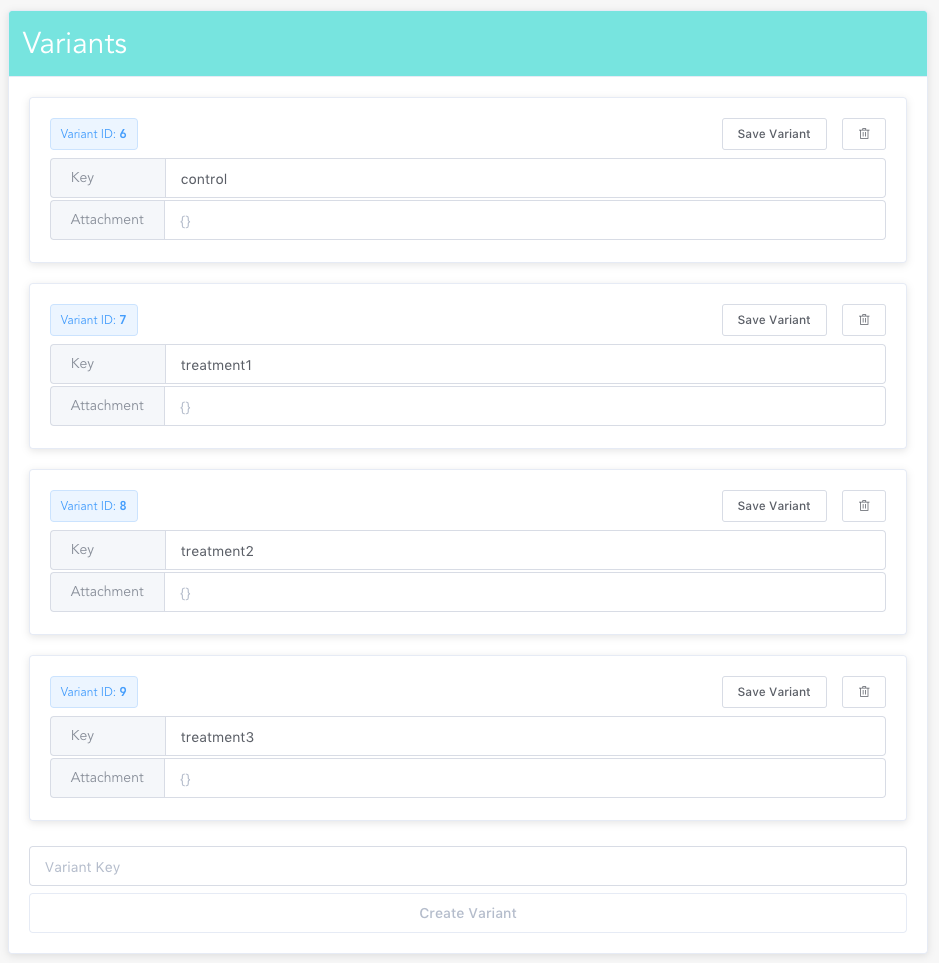 Variants
Variant ID: 6 Save Variant
Key control
Attachment {}
Variant ID: 7 Save Variant
Key treatment1
Attachment {}
Variant ID: 8 Save Variant
Key treatment2
Attachment {}
Variant ID: 9 Save Variant
Key treatment3
Attachment {}
Variant Key
Create Variant